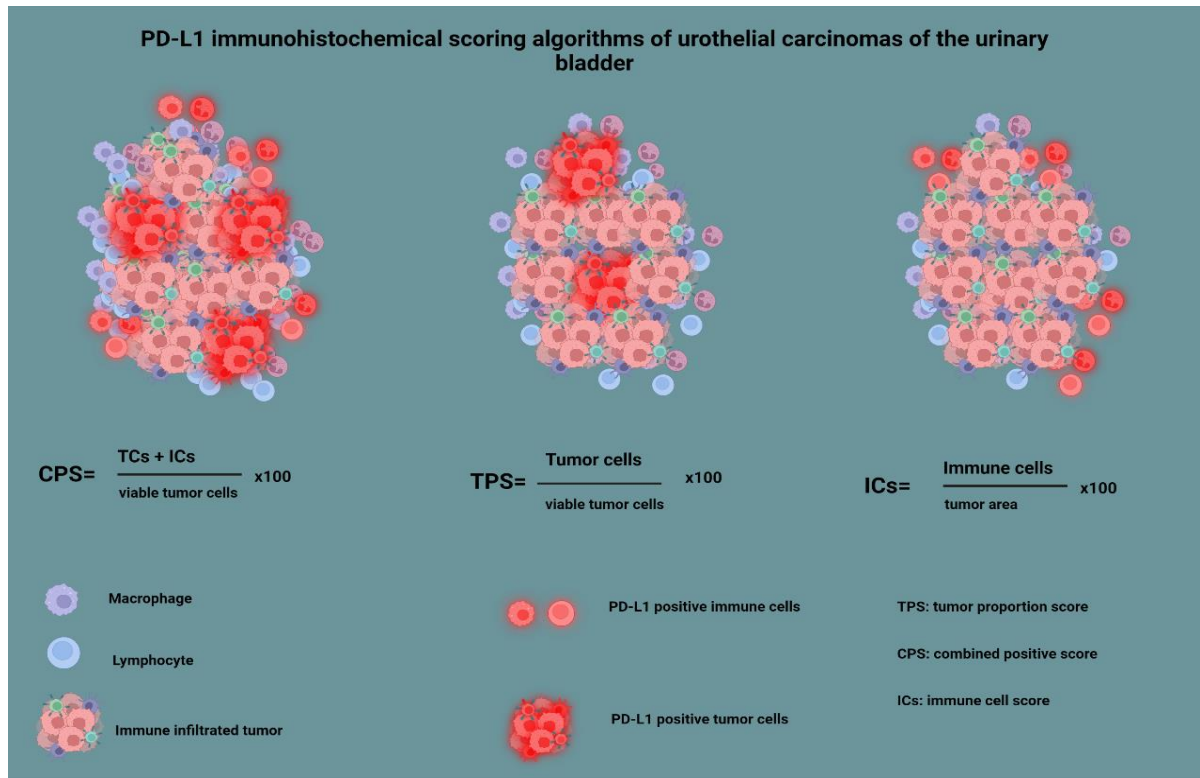 PD-L1 immunohistochemical scoring algorithms of urothelial carcinomas of the urinary
bladder
CPS=
TCs + ICs
viable tumor cells
x100
TPS=
Tumor cells
viable tumor cells
x100
ICs=
Immune cells
tumor area
x100
Macrophage
Lymphocyte
Immune infiltrated tumor
PD-L1 positive immune cells
PD-L1 positive tumor cells
TPS: tumor proportion score
CPS: combined positive score
ICs: immune cell score